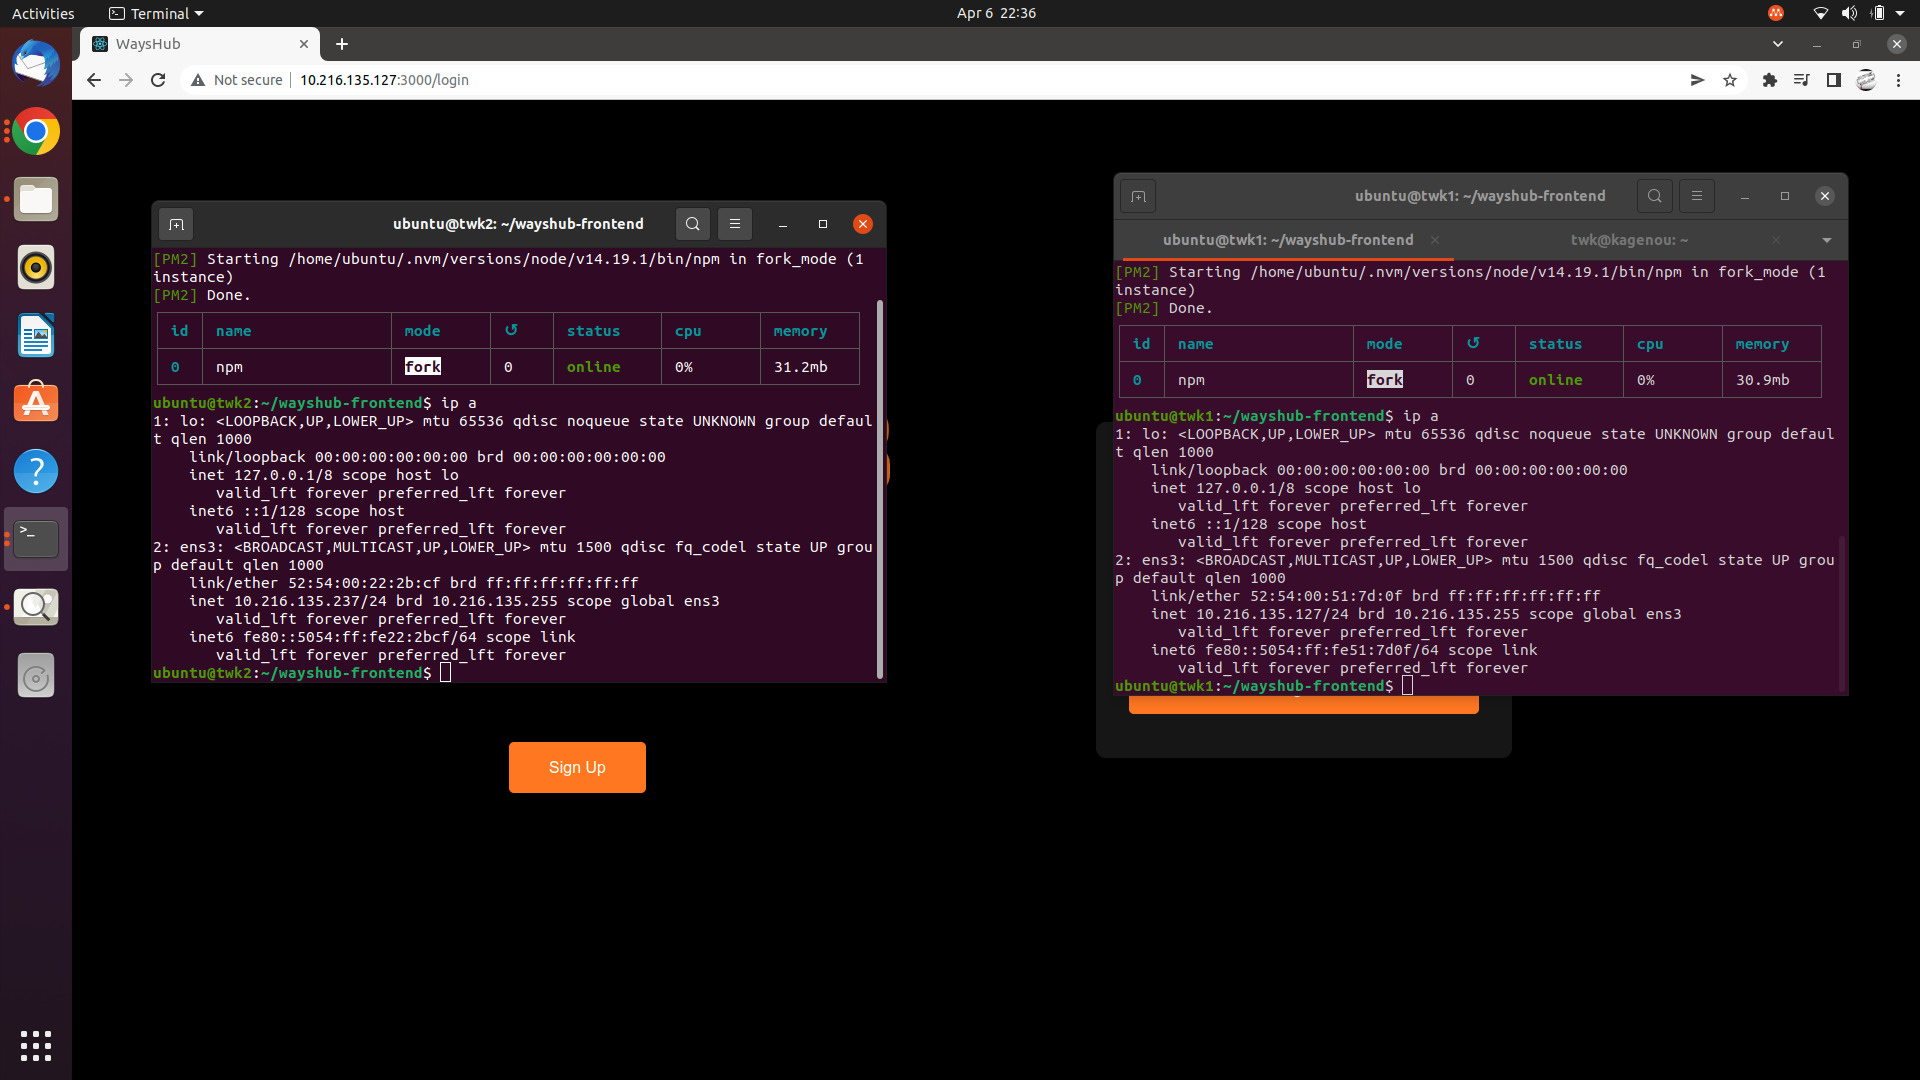 Activities
Terminal
Apr 6 22:36
WaysHub
Not secure
10.216.135.127:3000/login
ubuntu@twk2: ~/wayshub-frontend
[PM2] Starting /home/ubuntu/.nvm/versions/node/v14.19.1/bin/npm in fork_mode (1
instance)
[PM2] Done.
id name mode ↺ status cpu memory
0 npm fork 0 online 0% 31.2mb
ubuntu@twk2:~/wayshub-frontend$ ip a
1: lo: <LOOPBACK,UP,LOWER_UP> mtu 65536 qdisc noqueue state UNKNOWN group defaul
t qlen 1000
link/loopback 00:00:00:00:00:00 brd 00:00:00:00:00:00
inet 127.0.0.1/8 scope host lo
valid_lft forever preferred_lft forever
inet6 ::1/128 scope host
valid_lft forever preferred_lft forever
2: ens3: <BROADCAST,MULTICAST,UP,LOWER_UP> mtu 1500 qdisc fq_codel state UP grou
p default qlen 1000
link/ether 52:54:00:22:2b:cf brd ff:ff:ff:ff:ff:ff
inet 10.216.135.237/24 brd 10.216.135.255 scope global ens3
valid_lft forever preferred_lft forever
inet6 fe80::5054:ff:fe22:2bcf/64 scope link
valid_lft forever preferred_lft forever
ubuntu@twk2:~/wayshub-frontend$
Sign Up
ubuntu@twk1: ~/wayshub-frontend
ubuntu@twk1: ~/wayshub-frontend
twk@kagenou: ~
[PM2] Starting /home/ubuntu/.nvm/versions/node/v14.19.1/bin/npm in fork_mode (1
instance)
[PM2] Done.
id name mode ↺ status cpu memory
0 npm fork 0 online 0% 30.9mb
ubuntu@twk1:~/wayshub-frontend$ ip a
1: lo: <LOOPBACK,UP,LOWER_UP> mtu 65536 qdisc noqueue state UNKNOWN group defaul
t qlen 1000
link/loopback 00:00:00:00:00:00 brd 00:00:00:00:00:00
inet 127.0.0.1/8 scope host lo
valid_lft forever preferred_lft forever
inet6 ::1/128 scope host
valid_lft forever preferred_lft forever
2: ens3: <BROADCAST,MULTICAST,UP,LOWER_UP> mtu 1500 qdisc fq_codel state UP grou
p default qlen 1000
link/ether 52:54:00:51:7d:0f brd ff:ff:ff:ff:ff:ff
inet 10.216.135.127/24 brd 10.216.135.255 scope global ens3
valid_lft forever preferred_lft forever
inet6 fe80::5054:ff:fe51:7d0f/64 scope link
valid_lft forever preferred_lft forever
ubuntu@twk1:~/wayshub-frontend$